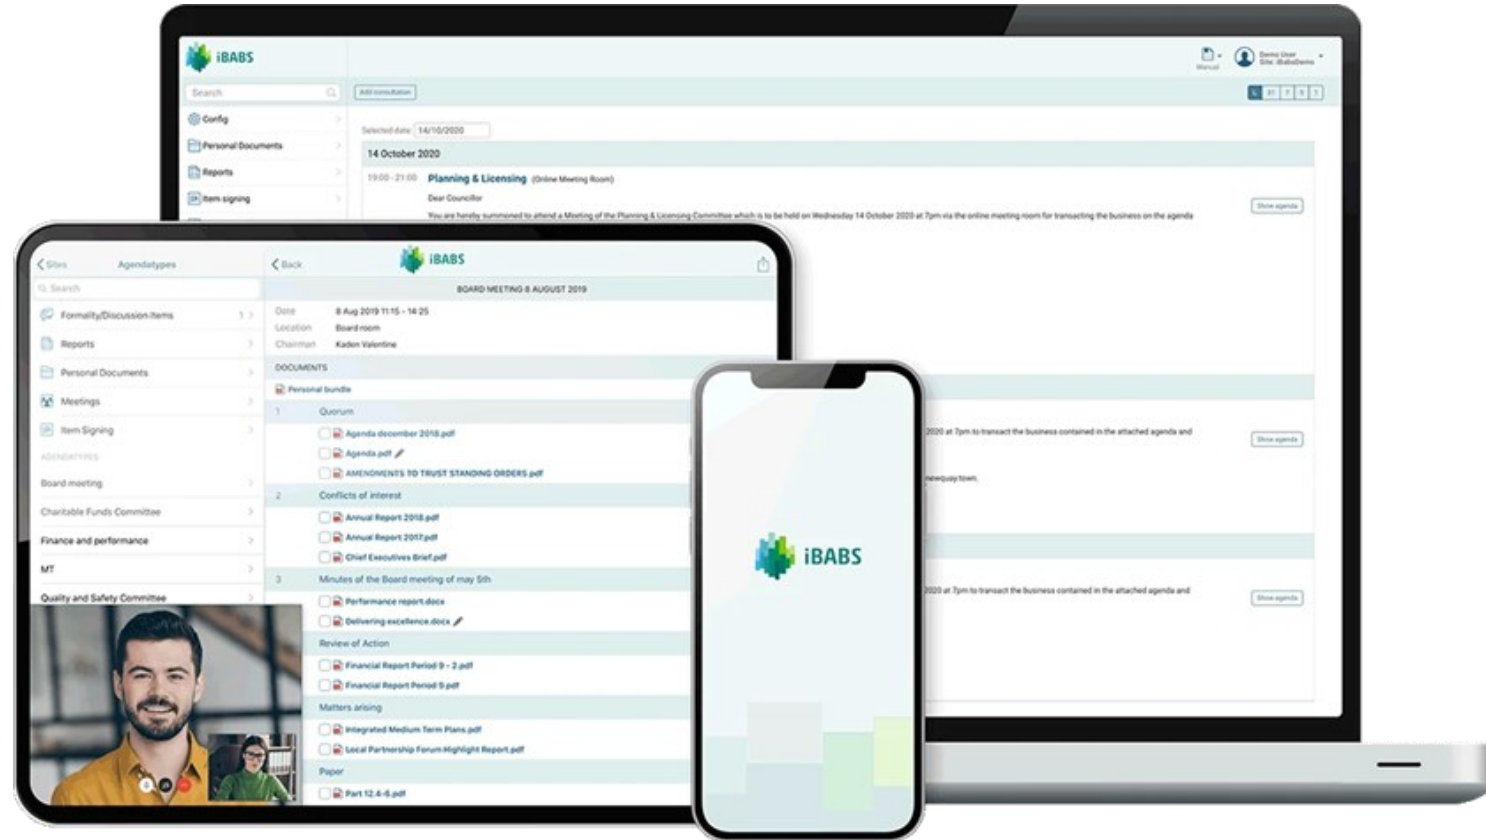 iBABS
Manual
Demo User
Site: iBabsDemo
Search
Add consultation
L 31 7 5 1
Config
Personal Documents
Reports
Item signing
Selected date 14/10/2020
14 October 2020
19:00 - 21:00 Planning & Licensing (Online Meeting Room)
Dear Councillor
You are hereby summoned to attend a Meeting of the Planning & Licensing Committee which is to be held on Wednesday 14 October 2020 at 7pm via the online meeting room for transacting the business on the agenda
Show agenda
2020 at 7pm to transact the business contained in the attached agenda and
Show agenda
newquay town.
2020 at 7pm to transact the business contained in the attached agenda and
Show agenda
Sites Agendatypes
Search
Formality/Discussion Items 1
Reports
Personal Documents
Meetings
Item Signing
AGENDATYPES
Board meeting
Charitable Funds Committee
Finance and performance
MT
Quality and Safety Committee
Back
iBABS
BOARD MEETING 8 AUGUST 2019
Date 8 Aug 2019 11:15 - 14:25
Location Board room
Chairman Kaden Valentine
DOCUMENTS
Personal bundle
1 Quorum
Agenda december 2018.pdf
Agenda.pdf
AMENDMENTS TO TRUST STANDING ORDERS.pdf
2 Conflicts of interest
Annual Report 2018.pdf
Annual Report 2017.pdf
Chief Executives Brief.pdf
3 Minutes of the Board meeting of may 5th
Performance report.docx
Delivering excellence.docx
Review of Action
Financial Report Period 9 - 2.pdf
Financial Report Period 9.pdf
Matters arising
Integrated Medium Term Plans.pdf
Local Partnership Forum Highlight Report.pdf
Paper
Part 12.4-6.pdf
iBABS